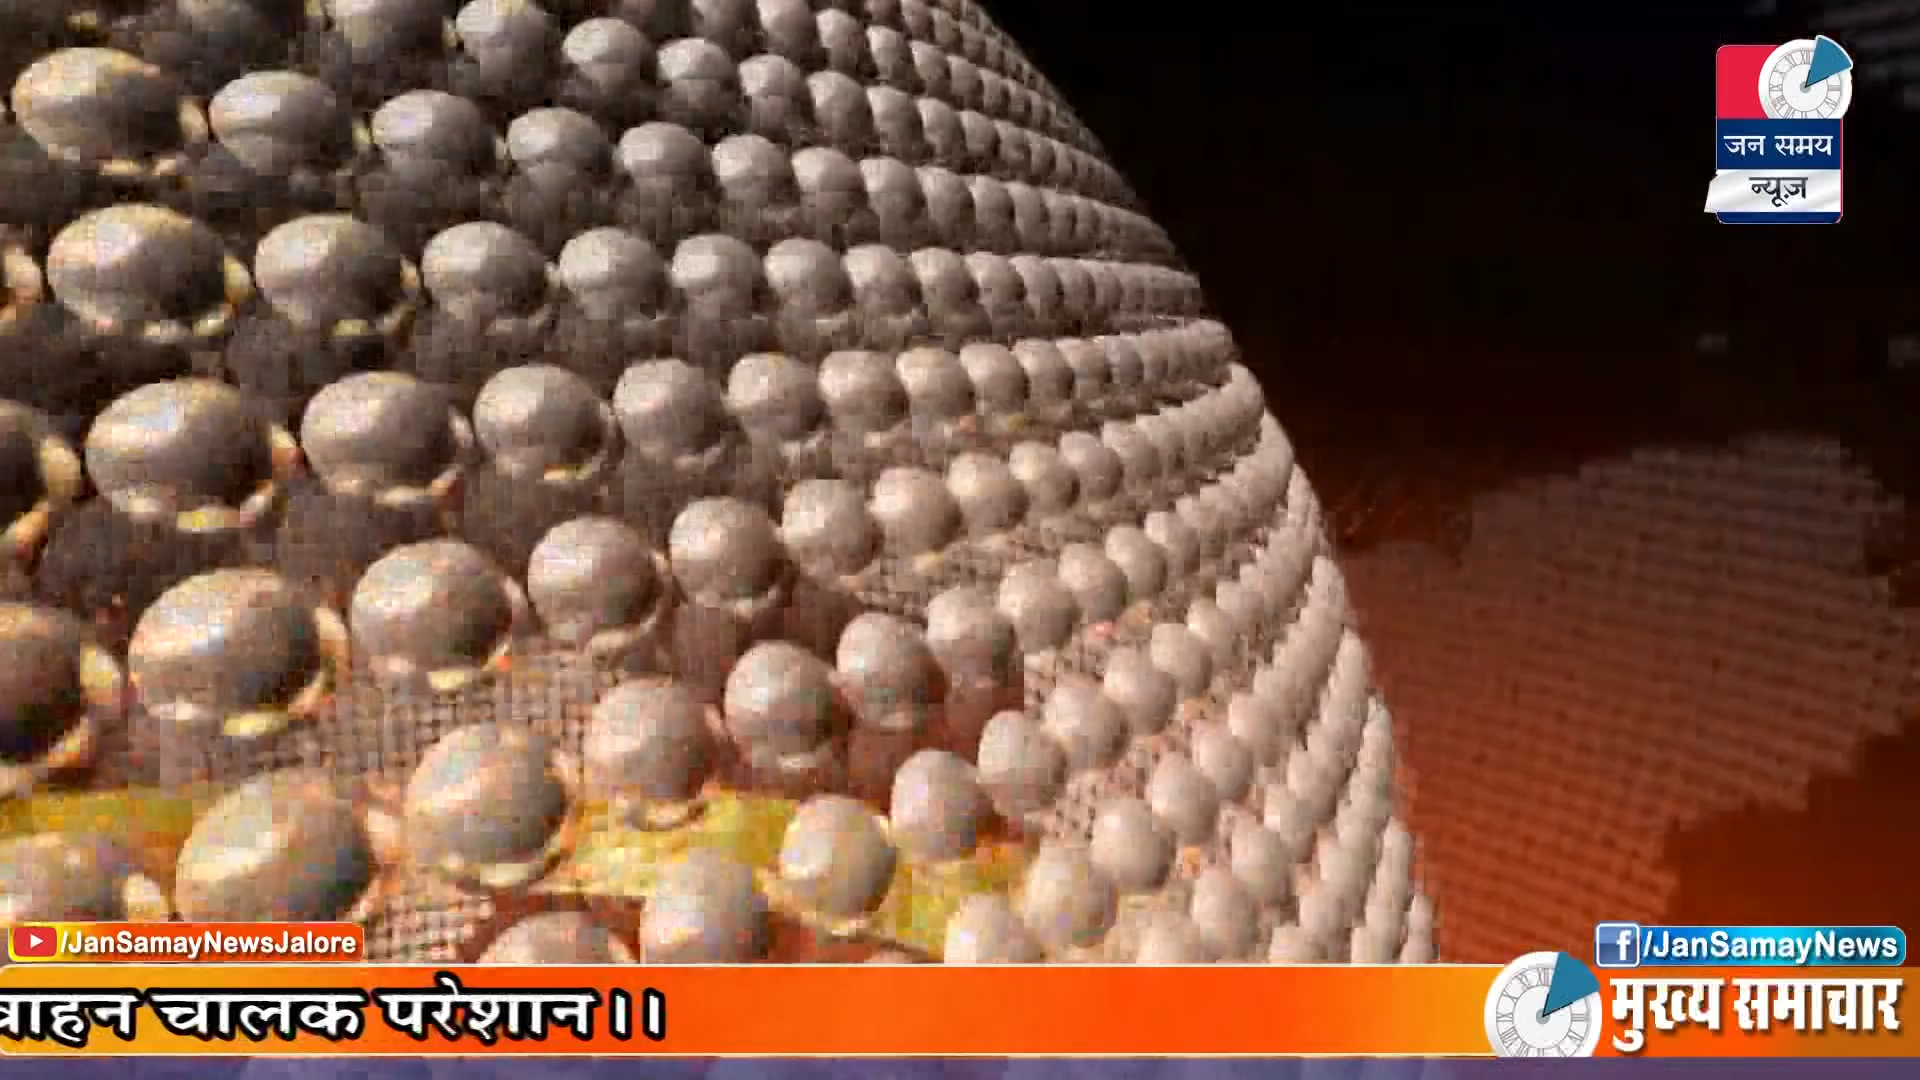 जन समय
न्यूज़
/JanSamayNewsJalore
/JanSamayNews
वाहन चालक परेशान।।
मुख्य समाचार